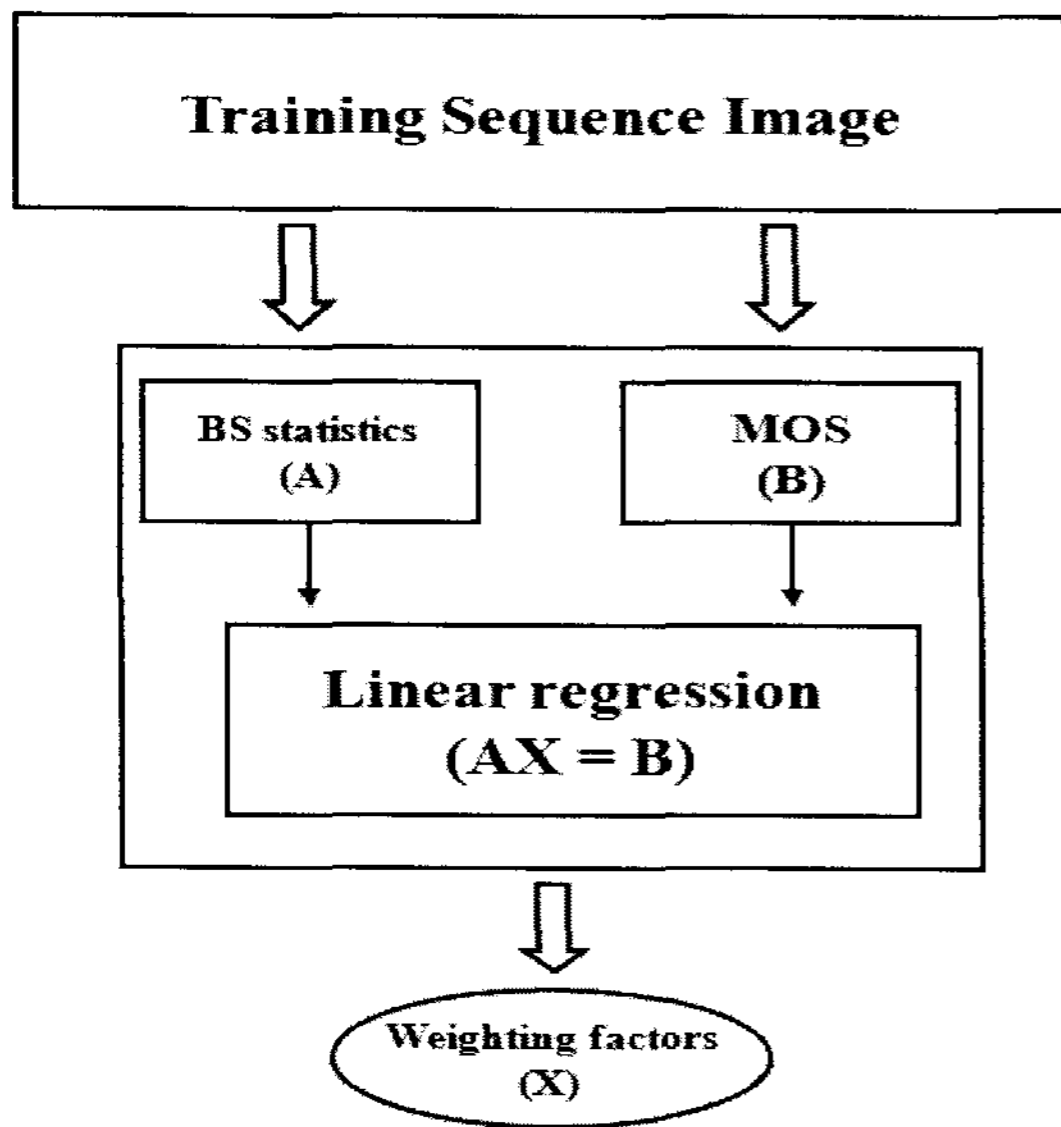 Training Sequence Image
BS statistics
(A)
MOS
(B)
Linear regression
(AX = B)
Weighting factors
(X)